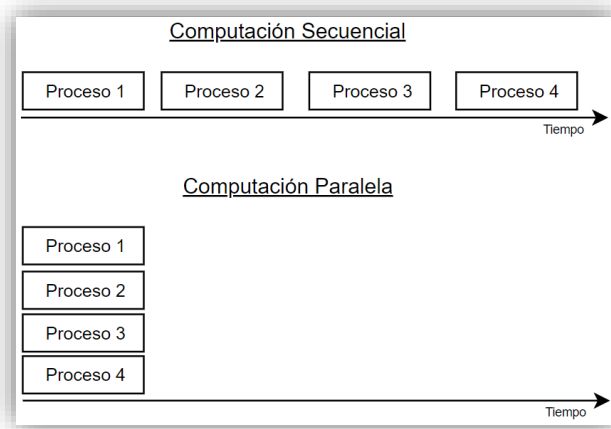 Computación Secuencial
Proceso 1 Proceso 2 Proceso 3 Proceso 4
Tiempo
Computación Paralela
Proceso 1
Proceso 2
Proceso 3
Proceso 4
Tiempo